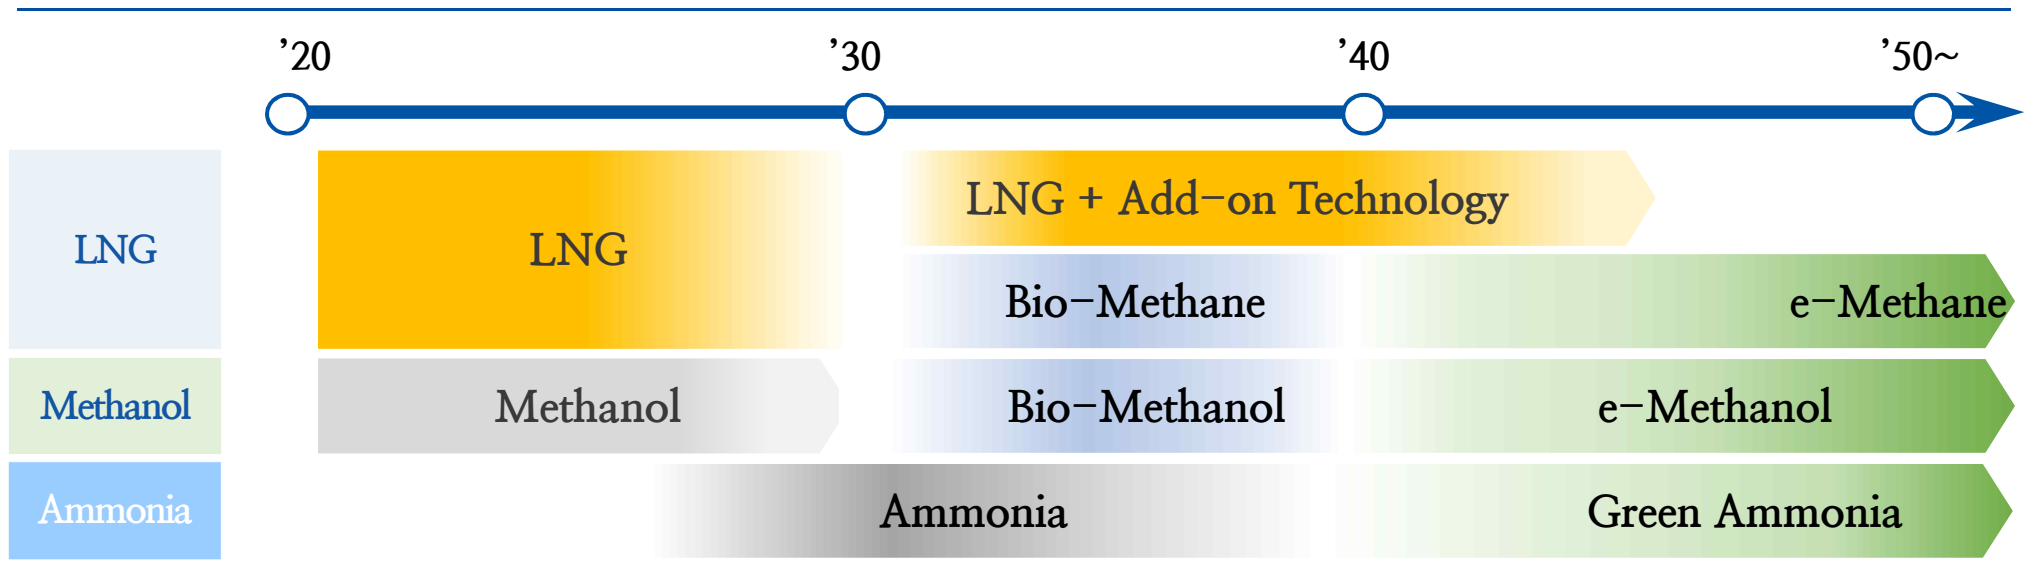 ’20 ’30 ’40 ’50~
LNG
LNG
LNG + Add-on Technology
Bio-Methane
e-Methane
Methanol
Methanol
Bio-Methanol
e-Methanol
Ammonia
Ammonia
Green Ammonia